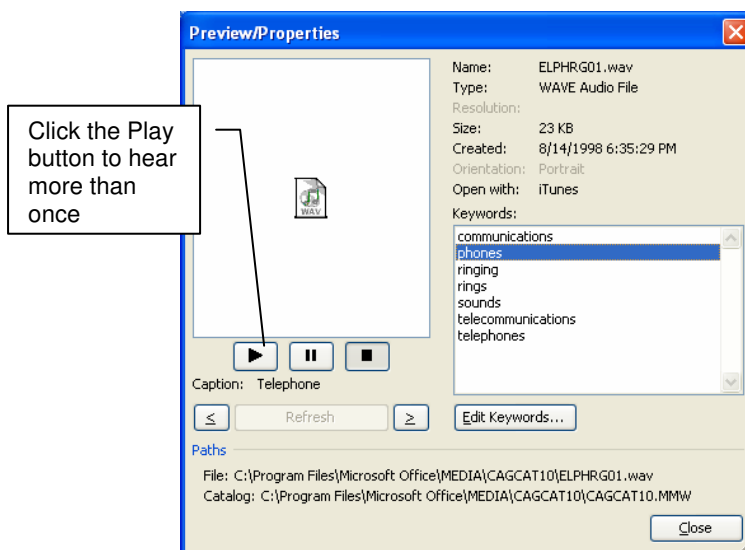 Preview/Properties
Click the Play
button to hear
more than
once
WAV
Caption: Telephone
< Refresh >
Name: ELPHRG01.wav
Type: WAVE Audio File
Resolution:
Size: 23 KB
Created: 8/14/1998 6:35:29 PM
Orientation: Portrait
Open with: iTunes
Keywords:
communications
phones
ringing
rings
sounds
telecommunications
telephones
Edit Keywords...
Paths
File: C:\Program Files\Microsoft Office\MEDIA\CAGCAT10\ELPHRG01.wav
Catalog: C:\Program Files\Microsoft Office\MEDIA\CAGCAT10\CAGCAT10.MMW
Close